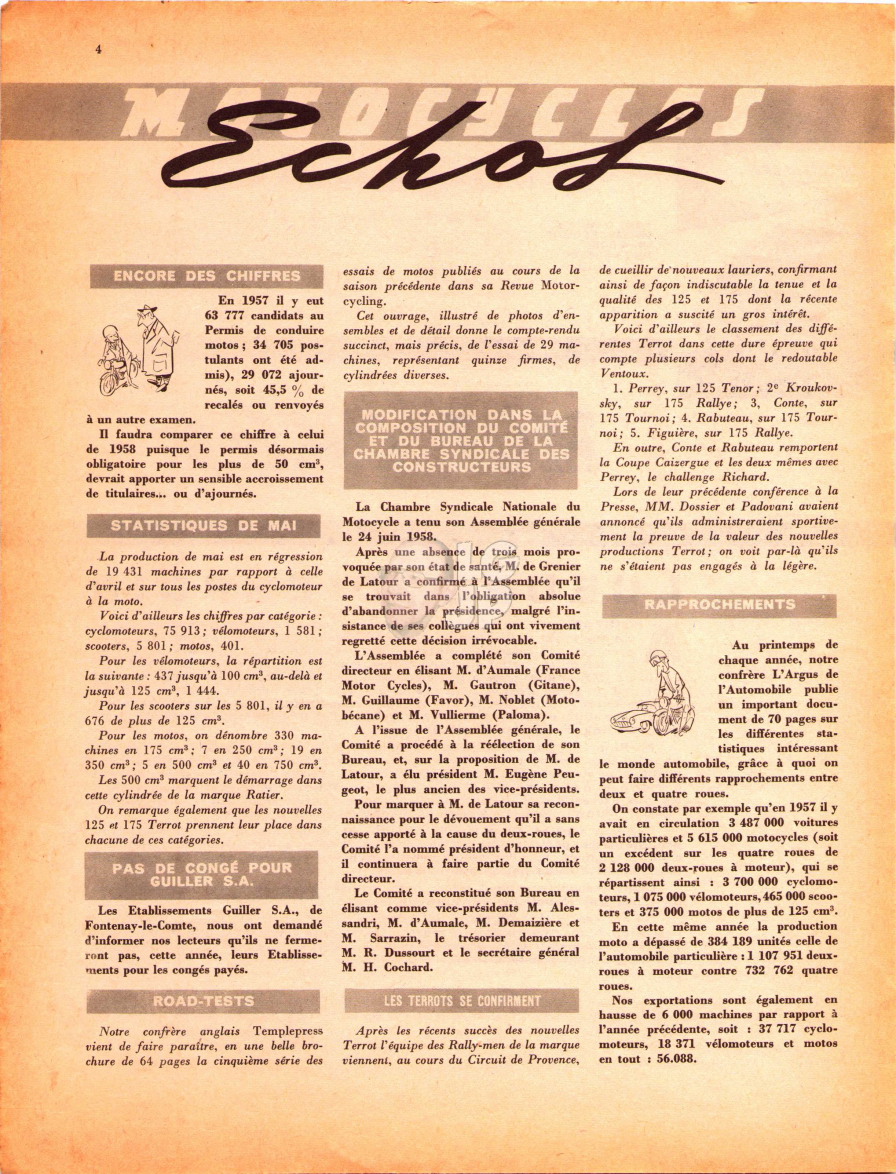 4
MOTOCYCLES
Echos
ENCORE DES CHIFFRES
En 1957 il y eut
63 777 candidats au
Permis de conduire
motos ; 34 705 pos-
tulants ont été ad-
mis), 29 072 ajour-
nés, soit 45,5 % de
recalés ou renvoyés
à un autre examen.
Il faudra comparer ce chiffre à celui
de 1958 puisque le permis désormais
obligatoire pour les plus de 50 cm³,
devrait apporter un sensible accroissement
de titulaires... ou d'ajournés.
STATISTIQUES DE MAI
La production de mai est en régression
de 19 431 machines par rapport à celle
d'avril et sur tous les postes du cyclomoteur
à la moto.
Voici d'ailleurs les chiffres par catégorie :
cyclomoteurs, 75 913 ; vélomoteurs, 1 581 ;
scooters, 5 801 ; motos, 401.
Pour les vélomoteurs, la répartition est
la suivante : 437 jusqu'à 100 cm³, au-delà et
jusqu'à 125 cm³, 1 444.
Pour les scooters sur les 5 801, il y en a
676 de plus de 125 cm³.
Pour les motos, on dénombre 330 ma-
chines en 175 cm³ ; 7 en 250 cm³ ; 19 en
350 cm³ ; 5 en 500 cm³ et 40 en 750 cm³.
Les 500 cm³ marquent le démarrage dans
cette cylindrée de la marque Ratier.
On remarque également que les nouvelles
125 et 175 Terrot prennent leur place dans
chacune de ces catégories.
PAS DE CONGÉ POUR
GUILLER S.A.
Les Etablissements Guiller S.A., de
Fontenay-le-Comte, nous ont demandé
d'informer nos lecteurs qu'ils ne ferme-
ront pas, cette année, leurs Etablisse-
ments pour les congés payés.
ROAD-TESTS
Notre confrère anglais Templepress
vient de faire paraître, en une belle bro-
chure de 64 pages la cinquième série des
essais de motos publiés au cours de la
saison précédente dans sa Revue Motor-
cycling.
Cet ouvrage, illustré de photos d'en-
sembles et de détail donne le compte-rendu
succinct, mais précis, de l'essai de 29 ma-
chines, représentant quinze firmes, de
cylindrées diverses.
MODIFICATION DANS LA
COMPOSITION DU COMITÉ
ET DU BUREAU DE LA
CHAMBRE SYNDICALE DES
CONSTRUCTEURS
La Chambre Syndicale Nationale du
Motocycle a tenu son Assemblée générale
le 24 juin 1958.
Après une absence de trois mois pro-
voquée par son état de santé, M. de Grenier
de Latour a confirmé à l'Assemblée qu'il
se trouvait dans l'obligation absolue
d'abandonner la présidence, malgré l'in-
sistance de ses collègues qui ont vivement
regretté cette décision irrévocable.
L'Assemblée a complété son Comité
directeur en élisant M. d'Aumale (France
Motor Cycles), M. Gautron (Gitane),
M. Guillaume (Favor), M. Noblet (Moto-
bécane) et M. Vullierme (Paloma).
A l'issue de l'Assemblée générale, le
Comité a procédé à la réélection de son
Bureau, et, sur la proposition de M. de
Latour, a élu président M. Eugène Peu-
geot, le plus ancien des vice-présidents.
Pour marquer à M. de Latour sa recon-
naissance pour le dévouement qu'il a sans
cesse apporté à la cause du deux-roues, le
Comité l'a nommé président d'honneur, et
il continuera à faire partie du Comité
directeur.
Le Comité a reconstitué son Bureau en
élisant comme vice-présidents M. Ales-
sandri, M. d'Aumale, M. Demaizière et
M. Sarrazin, le trésorier demeurant
M. R. Dussourt et le secrétaire général
M. H. Cochard.
LES TERROTS SE CONFIRMENT
Après les récents succès des nouvelles
Terrot l'équipe des Rally-men de la marque
viennent, au cours du Circuit de Provence,
de cueillir de nouveaux lauriers, confirmant
ainsi de façon indiscutable la tenue et la
qualité des 125 et 175 dont la récente
apparition a suscité un gros intérêt.
Voici d'ailleurs le classement des diffé-
rentes Terrot dans cette dure épreuve qui
compte plusieurs cols dont le redoutable
Ventoux.
1. Perrey, sur 125 Tenor ; 2e Kroukov-
sky, sur 175 Rallye ; 3, Conte, sur
175 Tournoi ; 4. Rabuteau, sur 175 Tour-
noi ; 5. Figuière, sur 175 Rallye.
En outre, Conte et Rabuteau remportent
la Coupe Caizergue et les deux mêmes avec
Perrey, le challenge Richard.
Lors de leur précédente conférence à la
Presse, MM. Dossier et Padovani avaient
annoncé qu'ils administreraient sportive-
ment la preuve de la valeur des nouvelles
productions Terrot ; on voit par-là qu'ils
ne s'étaient pas engagés à la légère.
RAPPROCHEMENTS
Au printemps de
chaque année, notre
confrère L'Argus de
l'Automobile publie
un important docu-
ment de 70 pages sur
les différentes sta-
tistiques intéressant
le monde automobile, grâce à quoi on
peut faire différents rapprochements entre
deux et quatre roues.
On constate par exemple qu'en 1957 il y
avait en circulation 3 487 000 voitures
particulières et 5 615 000 motocycles (soit
un excédent sur les quatre roues de
2 128 000 deux-roues à moteur), qui se
répartissent ainsi : 3 700 000 cyclomo-
teurs, 1 075 000 vélomoteurs, 465 000 scoo-
ters et 375 000 motos de plus de 125 cm³.
En cette même année la production
moto a dépassé de 384 189 unités celle de
l'automobile particulière : 1 107 951 deux-
roues à moteur contre 732 762 quatre
roues.
Nos exportations sont également en
hausse de 6 000 machines par rapport à
l'année précédente, soit : 37 717 cyclo-
moteurs, 18 371 vélomoteurs et motos
en tout : 56.088.